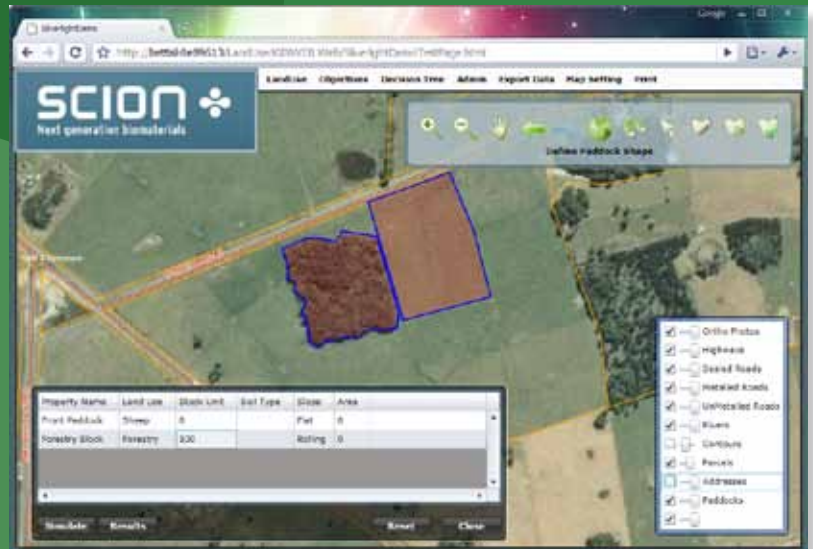 Google
SilverlightDemo
SCION
Next generation biomaterials
LandUse Objectives Decision Tree Admin Export Data Map Setting Print
Define Paddock Shape
Ortho Photos
Highways
Sealed Roads
Metalled Roads
UnMetalled Roads
Rivers
Contours
Parcels
Addresses
Paddocks
Property Name Land use Stock Unit Soil Type Slope Area
Front Paddock Sheep 0 Flat 0
Forestry Block Forestry Rolling 0
Simulate Results Reset Close